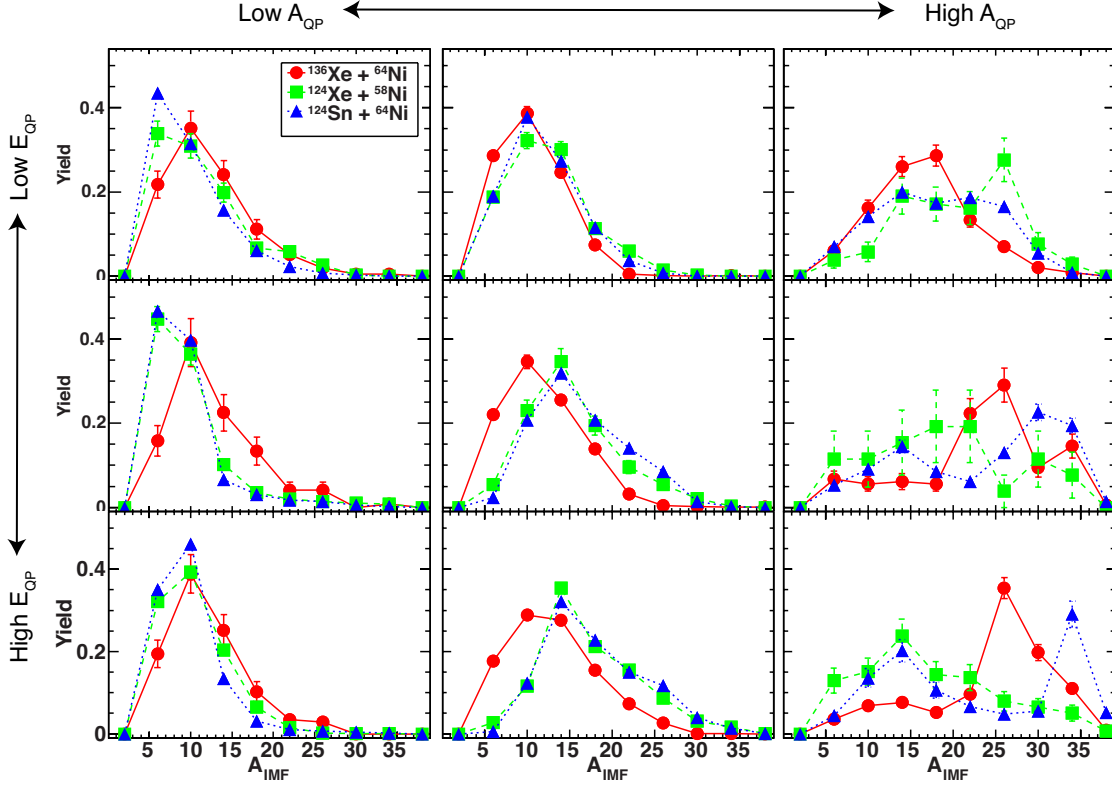 Low A_QP High A_QP
Low E_QP
High E_QP
¹³⁶Xe + ⁶⁴Ni
¹²⁴Xe + ⁵⁸Ni
¹²⁴Sn + ⁶⁴Ni
Yield
0.4
0.2
0
Yield
0.4
0.2
0
Yield
0.4
0.2
0
5 10 15 20 25 30 35 5 10 15 20 25 30 35 5 10 15 20 25 30 35
A_IMF A_IMF A_IMF